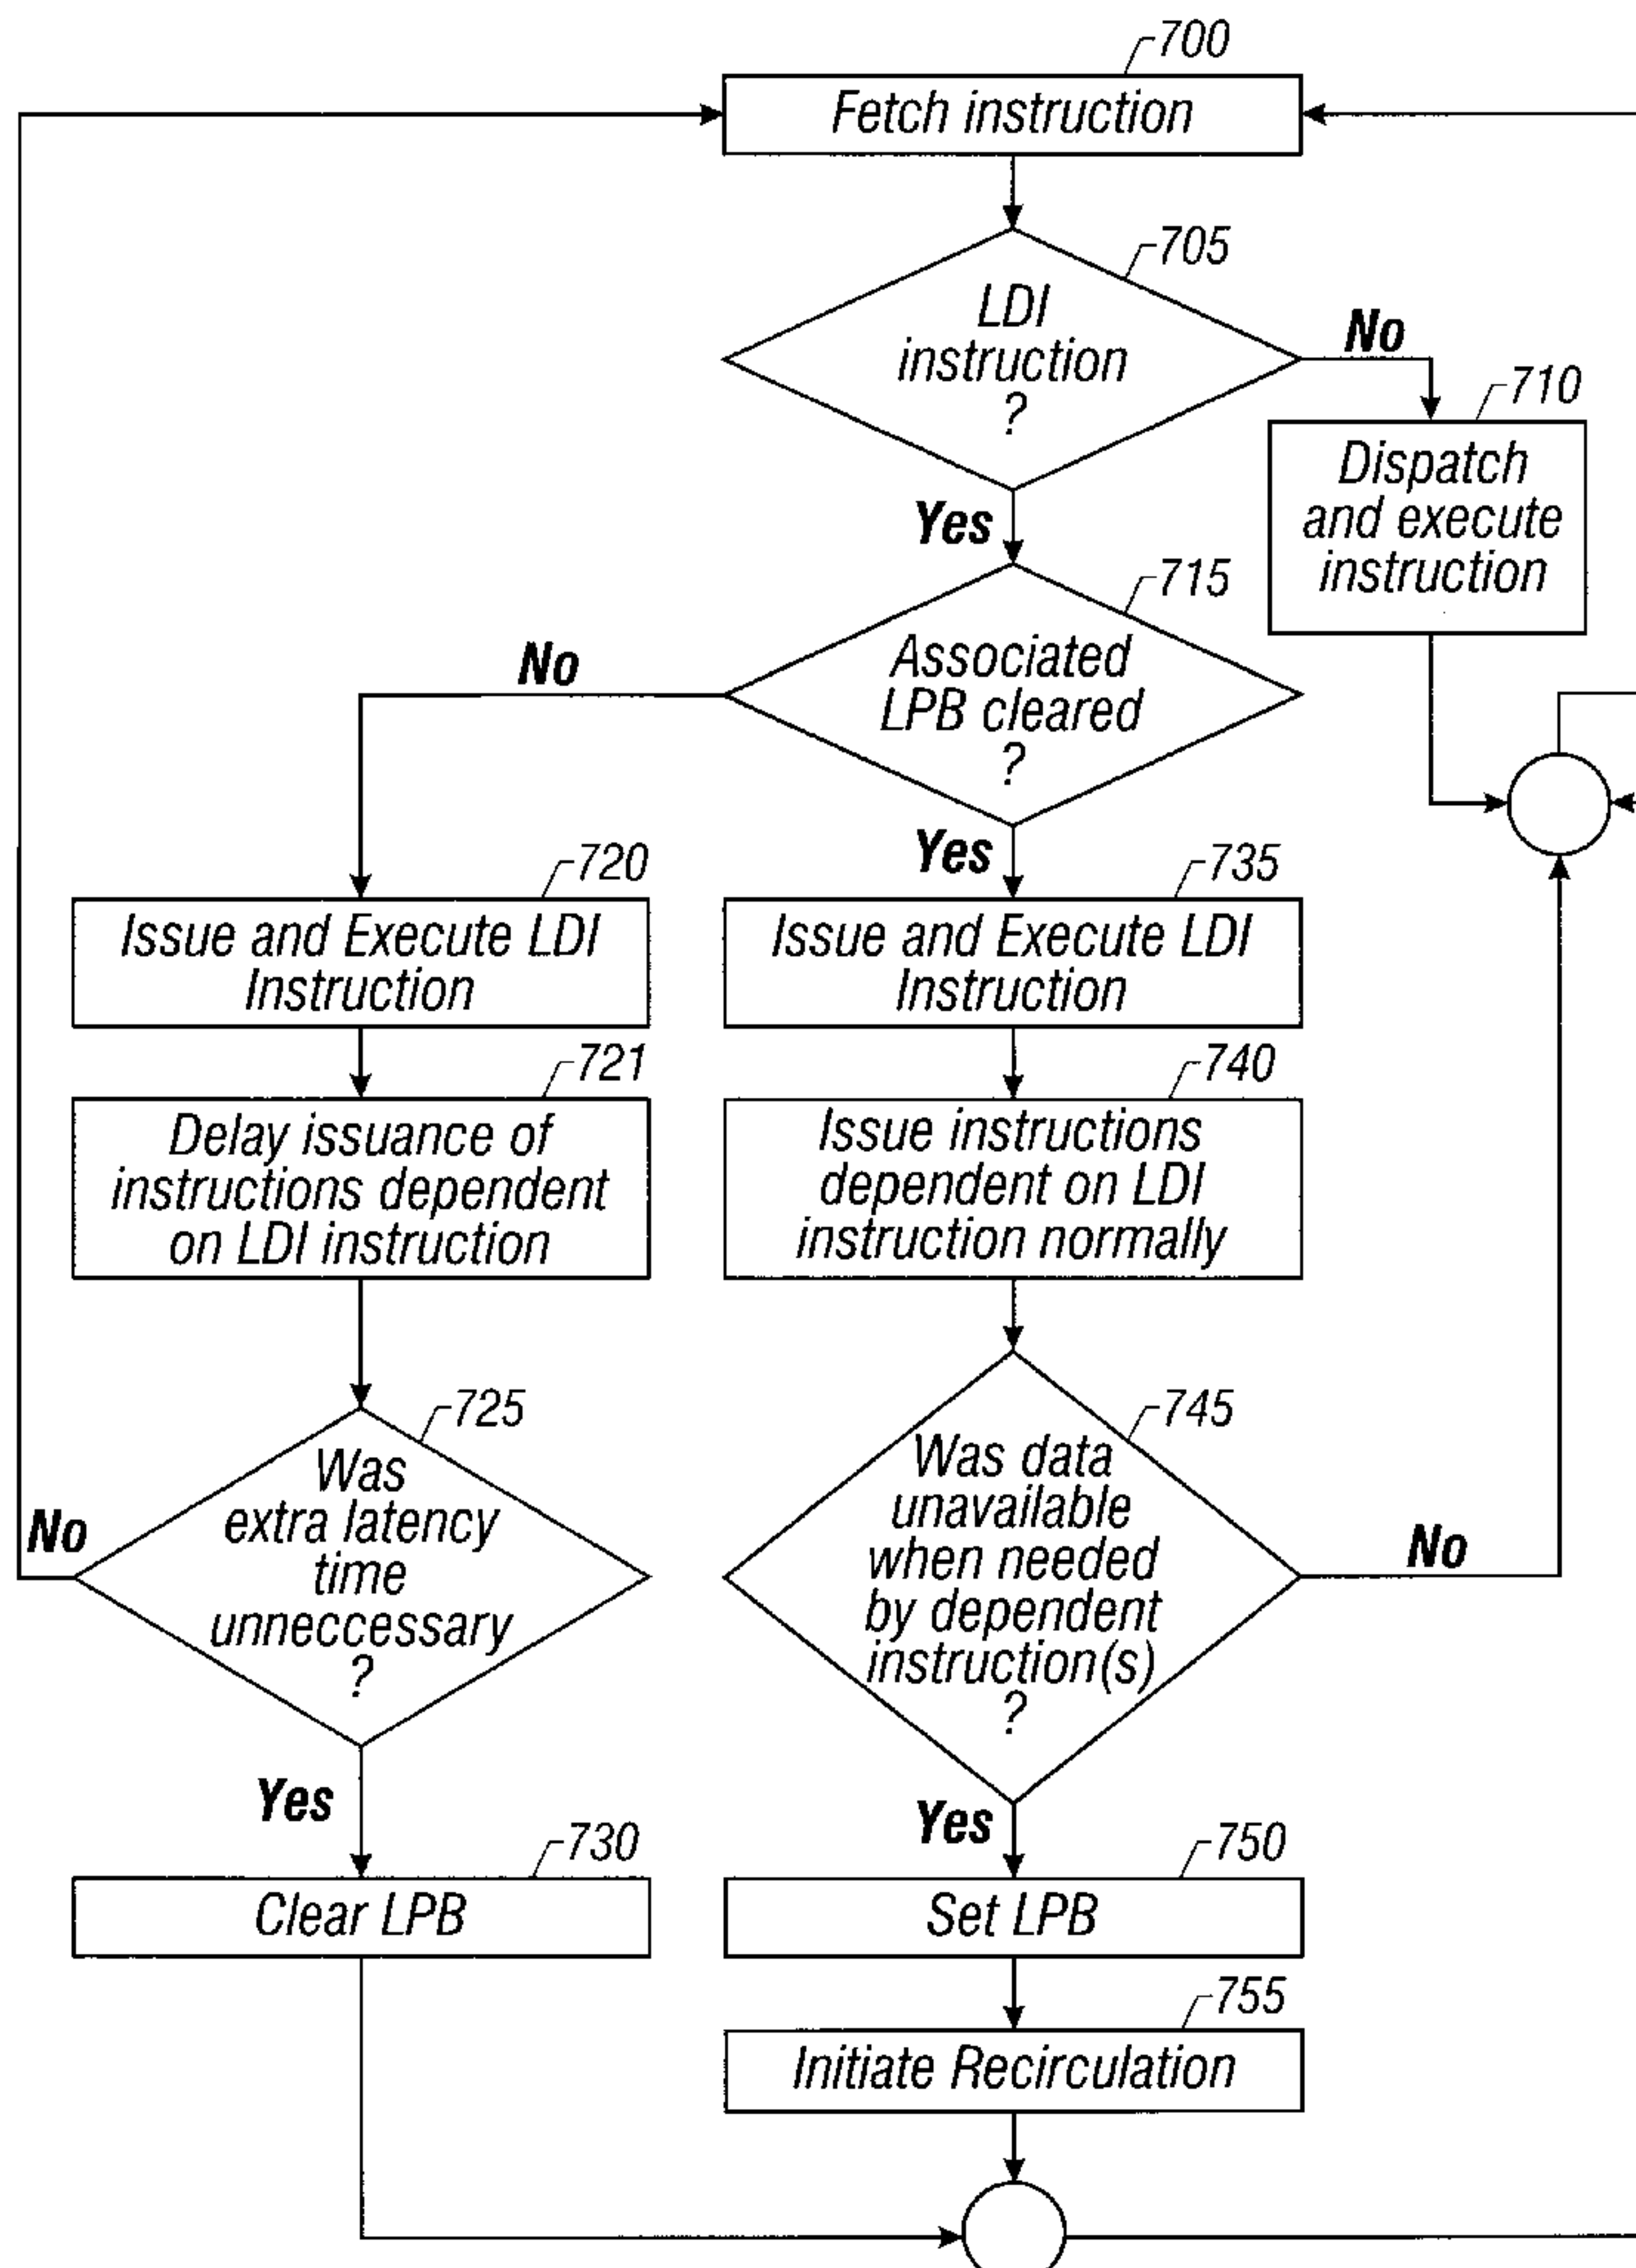 700
Fetch instruction
705
LDI
instruction
?
No
710
Dispatch
and execute
instruction
Yes
715
Associated
LPB cleared
?
No
Yes
720
Issue and Execute LDI
Instruction
735
Issue and Execute LDI
Instruction
721
Delay issuance of
instructions dependent
on LDI instruction
740
Issue instructions
dependent on LDI
instruction normally
725
Was
extra latency
time
unneccessary
?
No
745
Was data
unavailable
when needed
by dependent
instruction(s)
?
No
Yes
730
Clear LPB
Yes
750
Set LPB
755
Initiate Recirculation